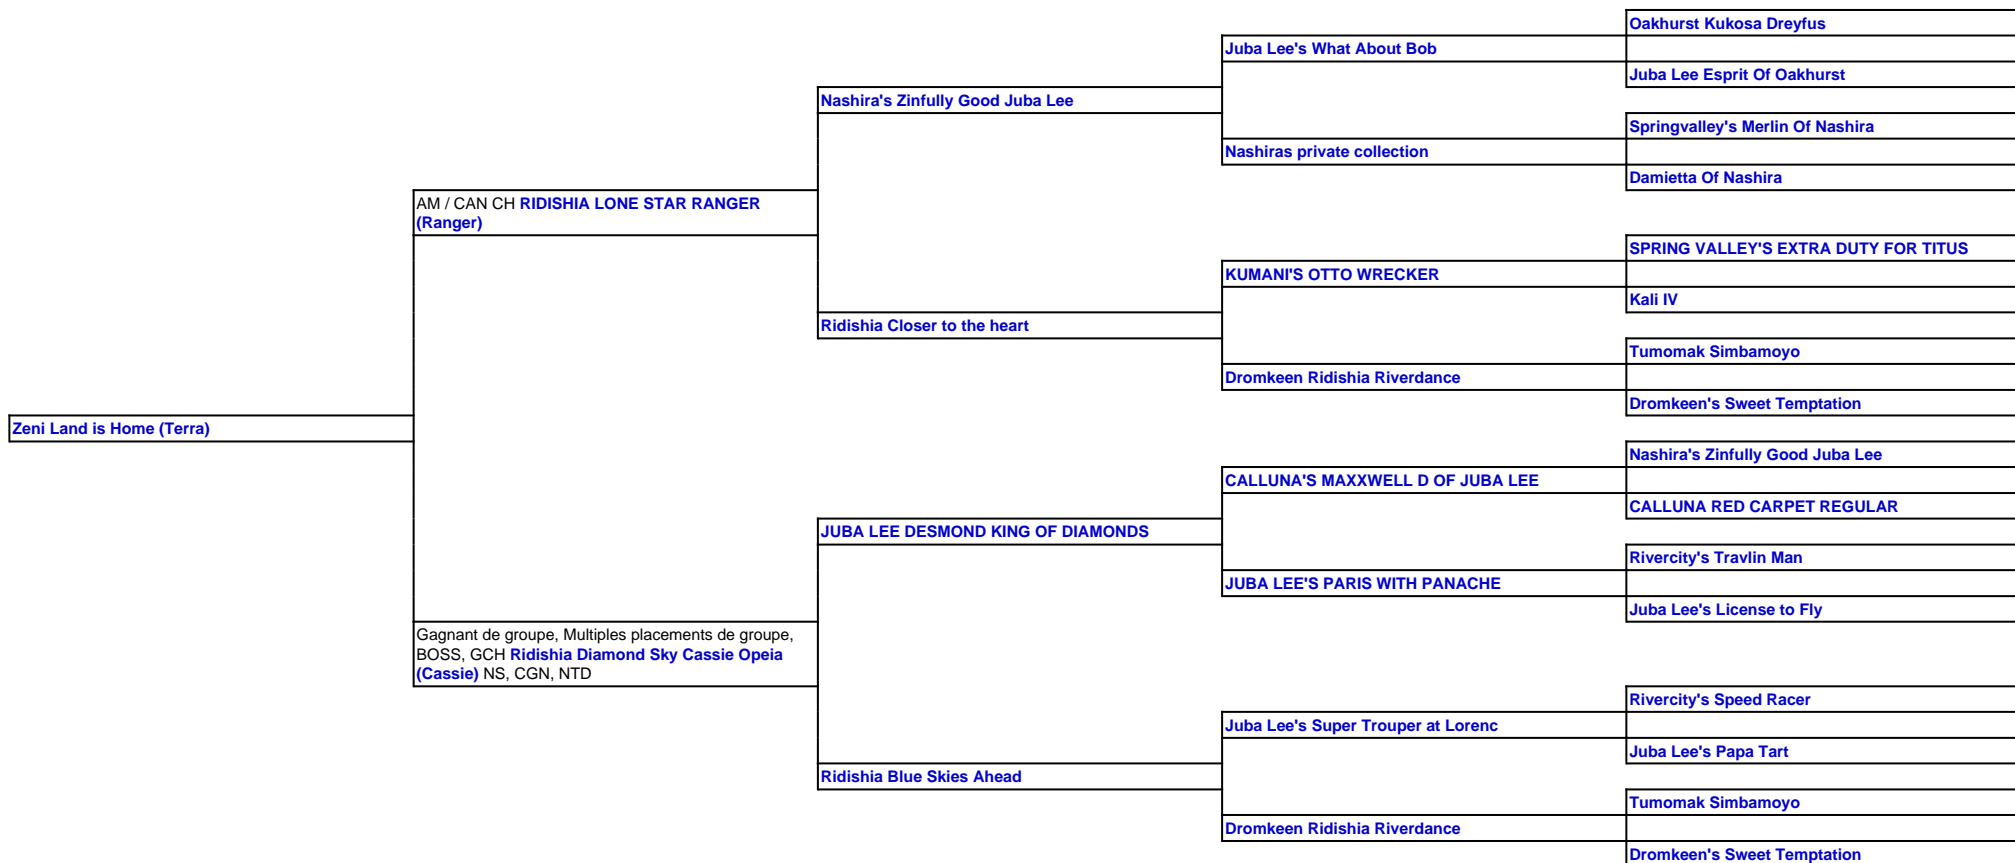 Oakhurst Kukosa Dreyfus
Juba Lee's What About Bob
Juba Lee Esprit Of Oakhurst
Nashira's Zinfully Good Juba Lee
Springvalley's Merlin Of Nashira
Nashiras private collection
Damietta Of Nashira
AM / CAN CH RIDISHIA LONE STAR RANGER
(Ranger)
SPRING VALLEY'S EXTRA DUTY FOR TITUS
KUMANI'S OTTO WRECKER
Kali IV
Ridishia Closer to the heart
Tumomak Simbamoyo
Dromkeen Ridishia Riverdance
Dromkeen's Sweet Temptation
Zeni Land is Home (Terra)
Nashira's Zinfully Good Juba Lee
CALLUNA'S MAXXWELL D OF JUBA LEE
CALLUNA RED CARPET REGULAR
JUBA LEE DESMOND KING OF DIAMONDS
Rivercity's Travlin Man
JUBA LEE'S PARIS WITH PANACHE
Juba Lee's License to Fly
Gagnant de groupe, Multiples placements de groupe,
BOSS, GCH Ridishia Diamond Sky Cassie Opeia
(Cassie) NS, CGN, NTD
Rivercity's Speed Racer
Juba Lee's Super Trouper at Lorenc
Juba Lee's Papa Tart
Ridishia Blue Skies Ahead
Tumomak Simbamoyo
Dromkeen Ridishia Riverdance
Dromkeen's Sweet Temptation